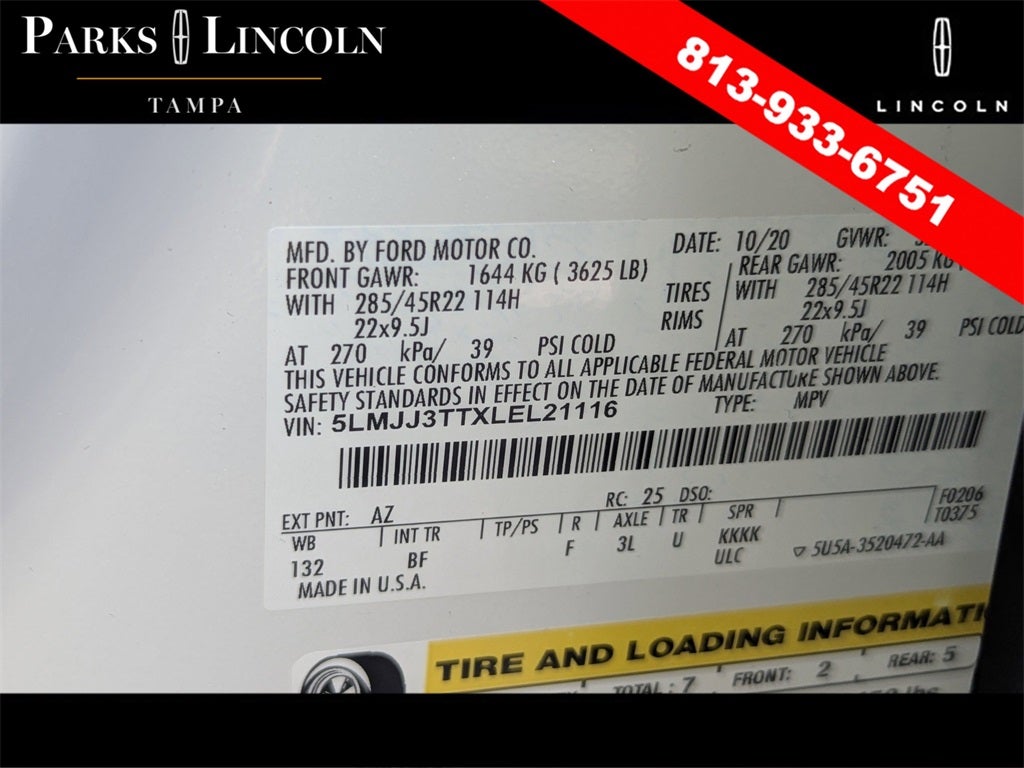 PARKS LINCOLN
TAMPA
LINCOLN
813-933-6751
MFD. BY FORD MOTOR CO. DATE: 10/20 GVWR:
FRONT GAWR: 1644 KG ( 3625 LB) REAR GAWR: 2005 KG
WITH 285/45R22 114H TIRES WITH 285/45R22 114H
22x9.5J RIMS 22x9.5J
AT 270 kPa/ 39 PSI COLD AT 270 kPa/ 39 PSI COLD
THIS VEHICLE CONFORMS TO ALL APPLICABLE FEDERAL MOTOR VEHICLE
SAFETY STANDARDS IN EFFECT ON THE DATE OF MANUFACTURE SHOWN ABOVE.
VIN: 5LMJJ3TTXLEL21116 TYPE: MPV
EXT PNT: AZ RC: 25 DSO: F0206
WB INT TR TP/PS R AXLE TR SPR T0375
132 BF F 3L U KKKK 5U5A-3520472-AA
ULC
MADE IN U.S.A.
TIRE AND LOADING INFORMATI
TOTAL: 7 FRONT: 2 REAR: 5